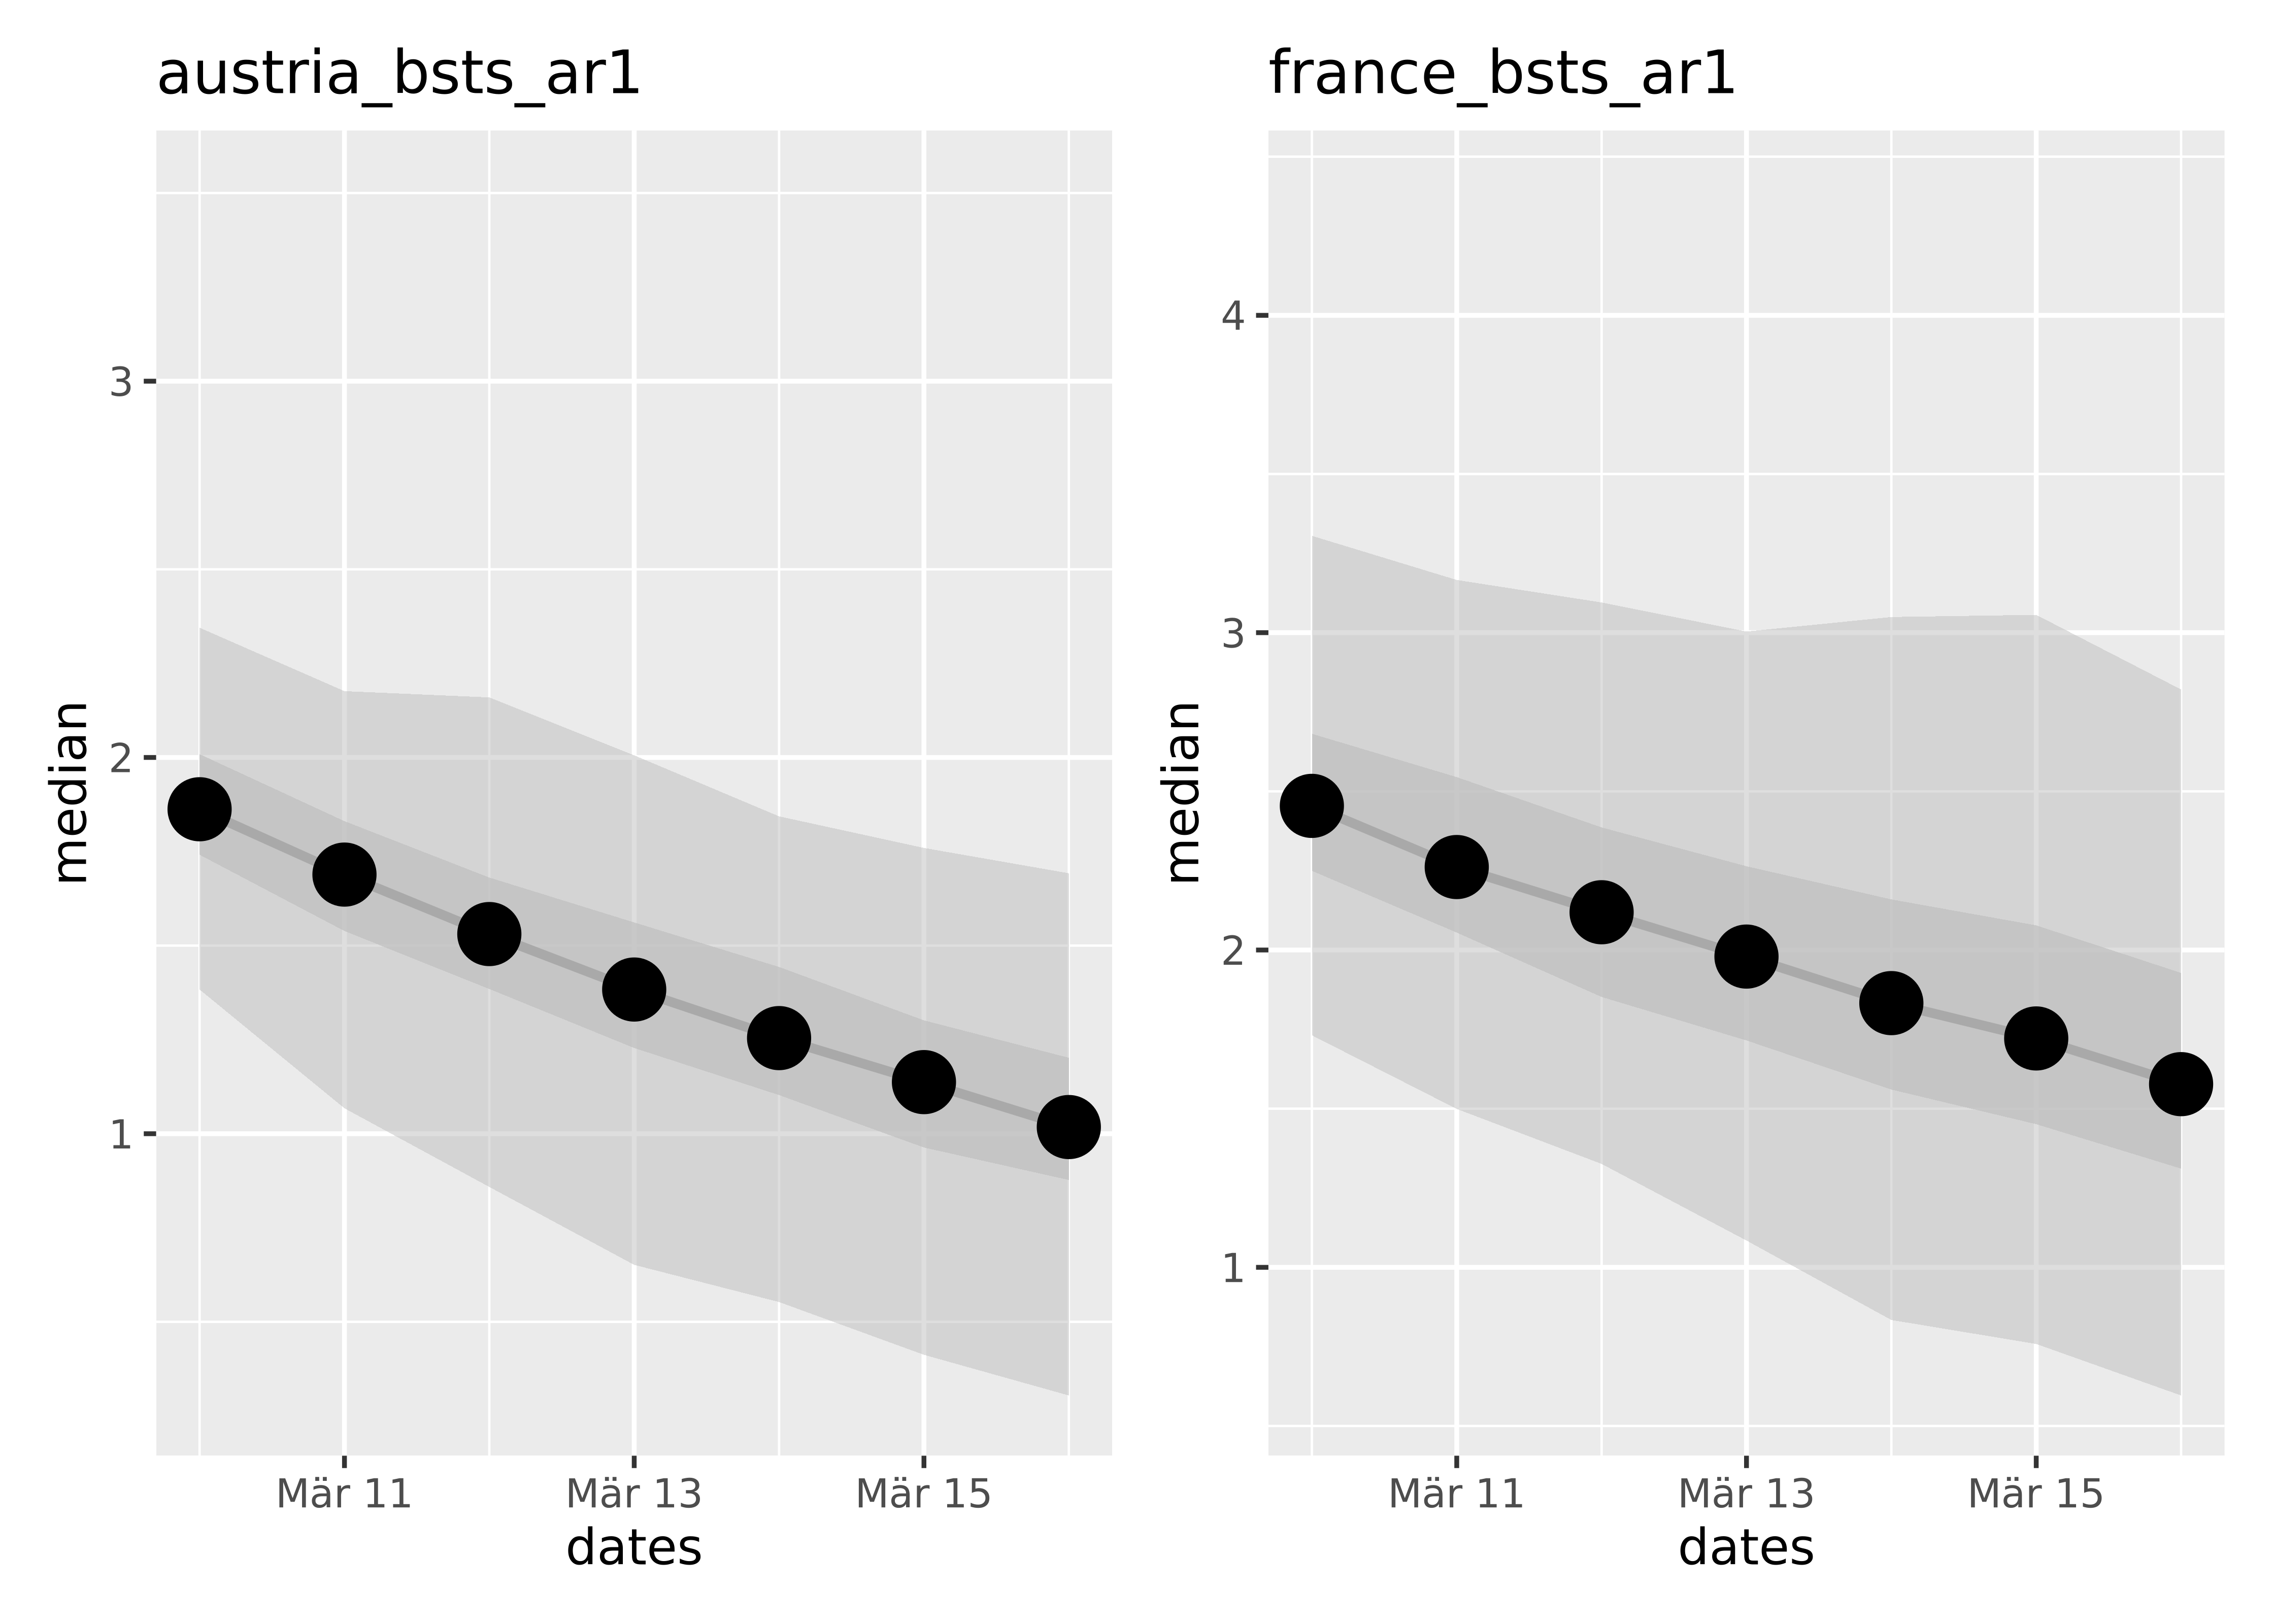 austria_bsts_ar1
median
3
2
1
Mär 11 Mär 13 Mär 15
dates
france_bsts_ar1
median
4
3
2
1
Mär 11 Mär 13 Mär 15
dates